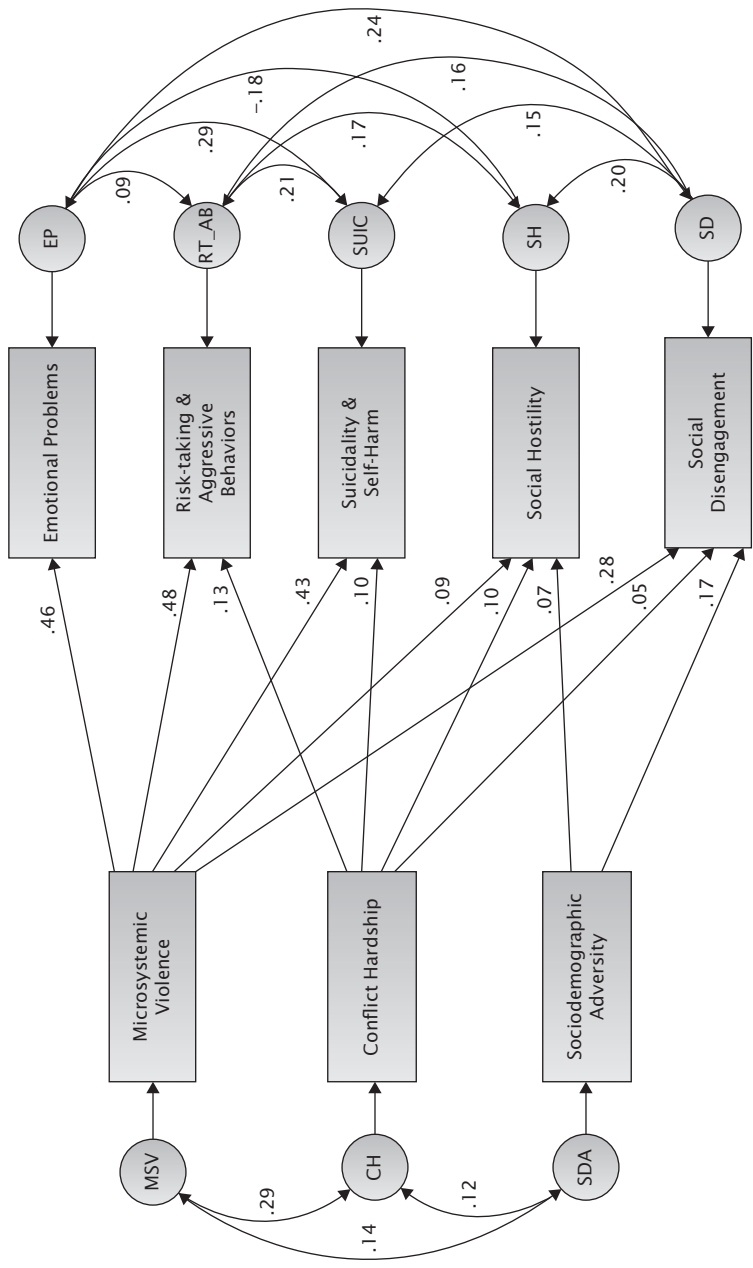 .24
.16
–.18
.17
.15
.29
.09
.21
.20
EP
RT_AB
SUIC
SH
SD
Emotional Problems
Risk-taking &
Aggressive
Behaviors
Suicidality &
Self-Harm
Social Hostility
Social
Disengagement
.46
.48
.13
.43
.10
.09
.10
.07
.28
.05
.17
Microsystemic
Violence
Conflict Hardship
Sociodemographic
Adversity
MSV
CH
SDA
.29
.12
.14